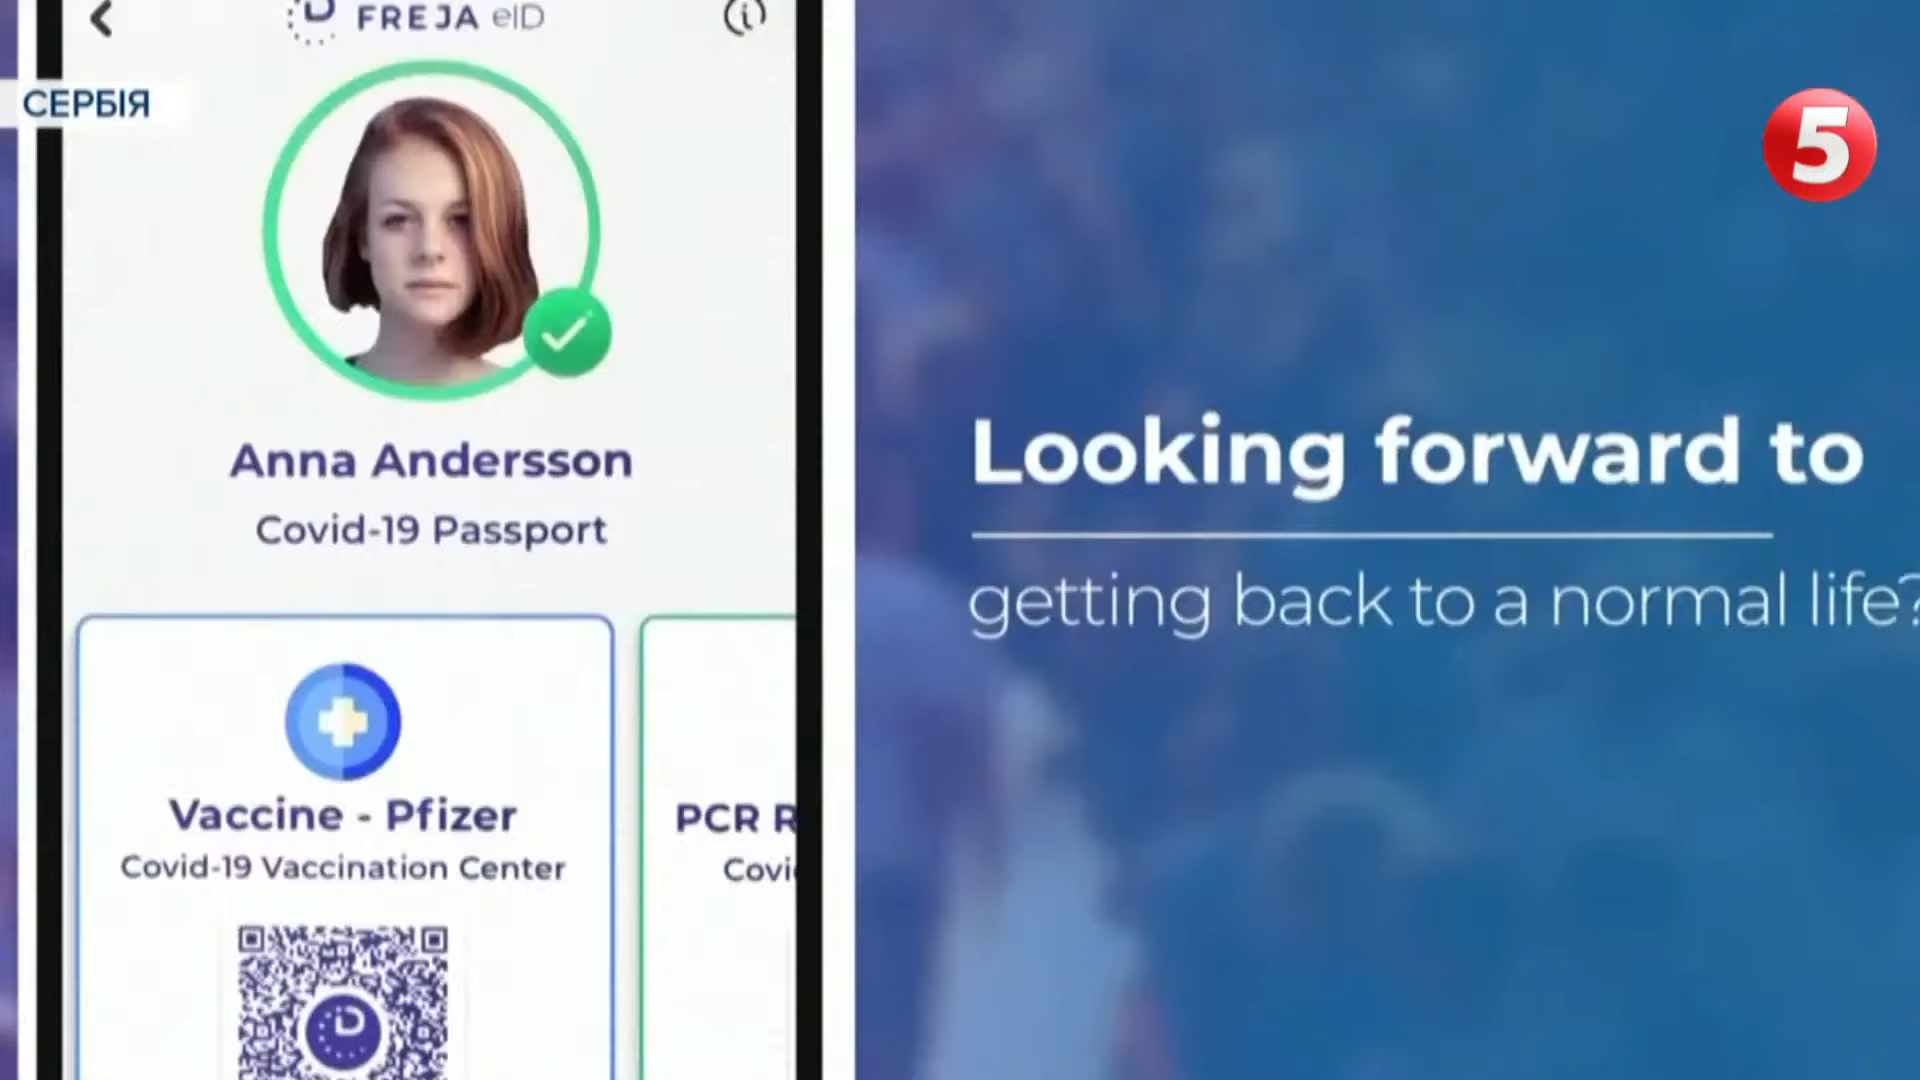 FREJA eID
СЕРБІЯ
5
Anna Andersson
Covid-19 Passport
Vaccine - Pfizer
Covid-19 Vaccination Center
PCR R
Covi
Looking forward to
getting back to a normal life?